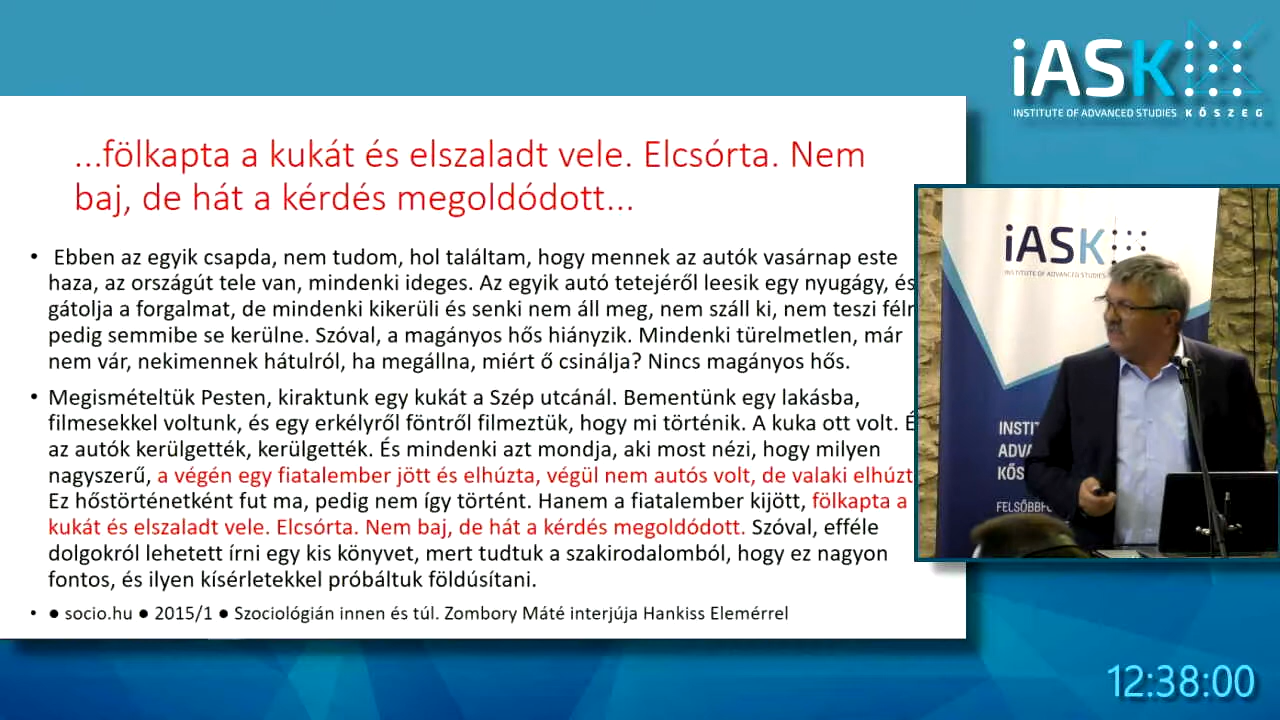 iASK
INSTITUTE OF ADVANCED STUDIES KŐSZEG
...fölkapta a kukát és elszaladt vele. Elcsórta. Nem
baj, de hát a kérdés megoldódott...
• Ebben az egyik csapda, nem tudom, hol találtam, hogy mennek az autók vasárnap este
haza, az országút tele van, mindenki ideges. Az egyik autó tetejéről leesik egy nyugágy, és
gátolja a forgalmat, de mindenki kikerüli és senki nem áll meg, nem száll ki, nem teszi
pedig semmibe se kerülne. Szóval, a magányos hős hiányzik. Mindenki türelmetlen, már
nem vár, nekimennek hátulról, ha megállna, miért ő csinálja? Nincs magányos hős.
• Megismételtük Pesten, kiraktunk egy kukát a Szép utcánál. Bementünk egy lakásba,
filmesekkel voltunk, és egy erkélyről föntről filmeztük, hogy mi történik. A kuka ott volt.
az autók kerülgették, kerülgették. És mindenki azt mondja, aki most nézi, hogy milyen
nagyszerű, a végén egy fiatalember jött és elhúzta, végül nem autós volt, de valaki elhúzt
Ez hőstörténetként fut ma, pedig nem így történt. Hanem a fiatalember kijött, fölkapta a
kukát és elszaladt vele. Elcsórta. Nem baj, de hát a kérdés megoldódott. Szóval, efféle
dolgokról lehetett írni egy kis könyvet, mert tudtuk a szakirodalomból, hogy ez nagyon
fontos, és ilyen kísérletekkel próbáltuk földúsítani.
• ● socio.hu ● 2015/1 ● Szociológián innen és túl. Zombory Máté interjúja Hankiss Elemérrel
iASK
INSTITUTE OF ADVANCED STUDIES
INSTIT
ADVA
KŐS
FELSŐBBF
12:38:00